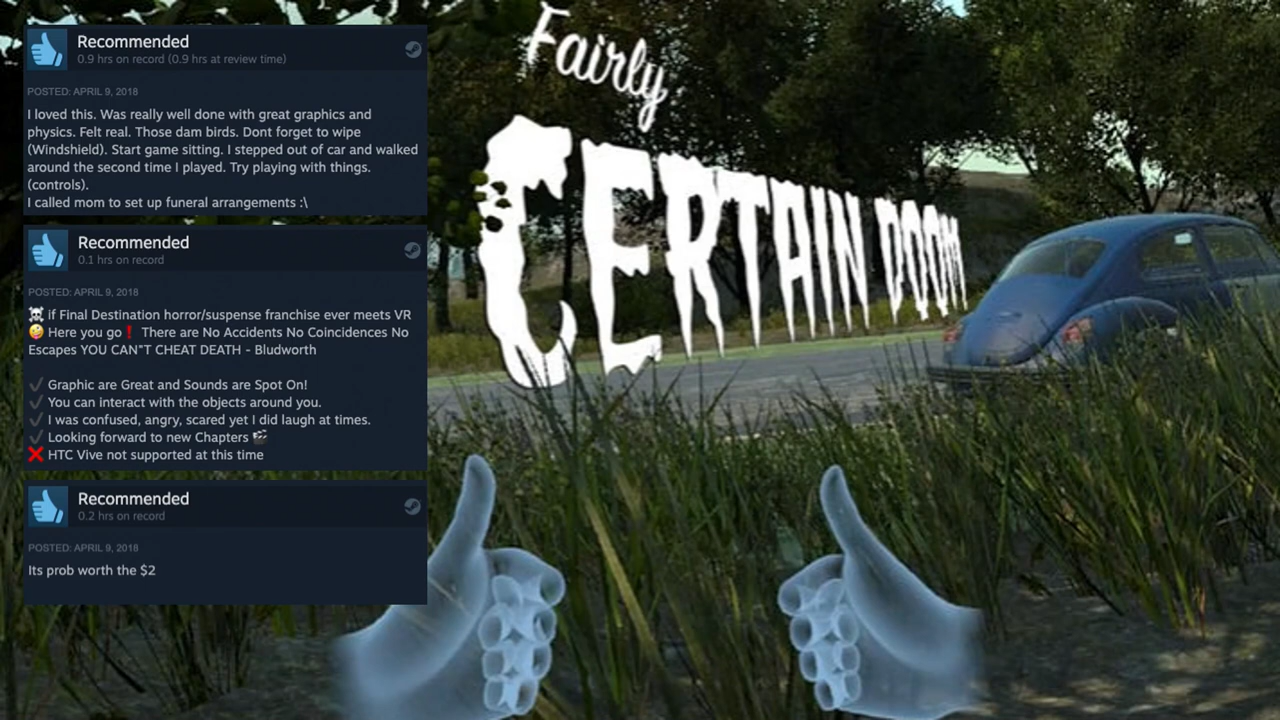 Recommended
0.9 hrs on record (0.9 hrs at review time)
POSTED: APRIL 9, 2018
I loved this. Was really well done with great graphics and
physics. Felt real. Those dam birds. Dont forget to wipe
(Windshield). Start game sitting. I stepped out of car and walked
around the second time I played. Try playing with things.
(controls).
I called mom to set up funeral arrangements :\
Recommended
0.1 hrs on record
POSTED: APRIL 9, 2018
☠️ if Final Destination horror/suspense franchise ever meets VR
🤪 Here you go❗ There are No Accidents No Coincidences No
Escapes YOU CAN"T CHEAT DEATH - Bludworth
✔ Graphic are Great and Sounds are Spot On!
✔ You can interact with the objects around you.
✔ I was confused, angry, scared yet I did laugh at times.
✔ Looking forward to new Chapters 🎬
❌ HTC Vive not supported at this time
Recommended
0.2 hrs on record
POSTED: APRIL 9, 2018
Its prob worth the $2
Fairly
CERTAIN DOOM